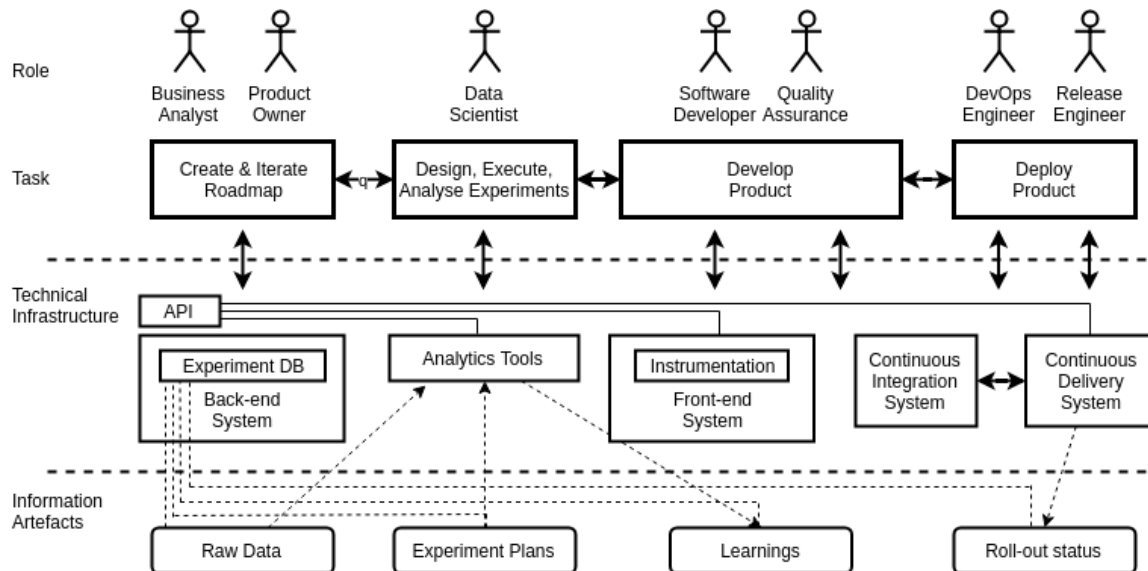 Role
Business
Analyst
Product
Owner
Data
Scientist
Software
Developer
Quality
Assurance
DevOps
Engineer
Release
Engineer
Task
Create & Iterate
Roadmap
q
Design, Execute,
Analyse Experiments
Develop
Product
Deploy
Product
Technical
Infrastructure
API
Experiment DB
Back-end
System
Analytics Tools
Instrumentation
Front-end
System
Continuous
Integration
System
Continuous
Delivery
System
Information
Artefacts
Raw Data
Experiment Plans
Learnings
Roll-out status